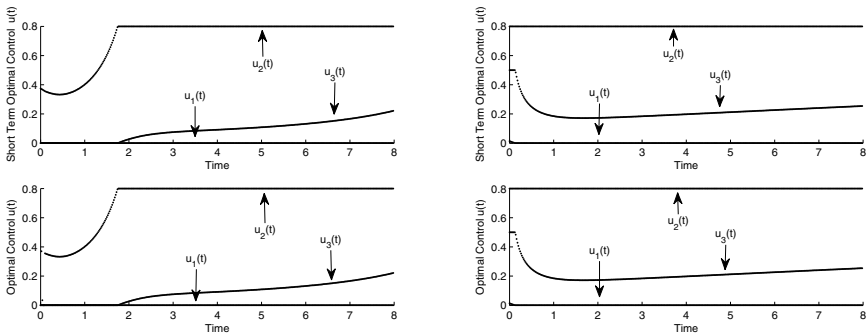 Short Term Optimal Control u(t)
0.8
0.6
0.4
0.2
0
u1(t)
u2(t)
u3(t)
0 1 2 3 4 5 6 7 8
Time
Short Term Optimal Control u(t)
0.8
0.6
0.4
0.2
0
u1(t)
u2(t)
u3(t)
0 1 2 3 4 5 6 7 8
Time
Optimal Control u(t)
0.8
0.6
0.4
0.2
0
u1(t)
u2(t)
u3(t)
0 1 2 3 4 5 6 7 8
Time
Optimal Control u(t)
0.8
0.6
0.4
0.2
0
u1(t)
u2(t)
u3(t)
0 1 2 3 4 5 6 7 8
Time